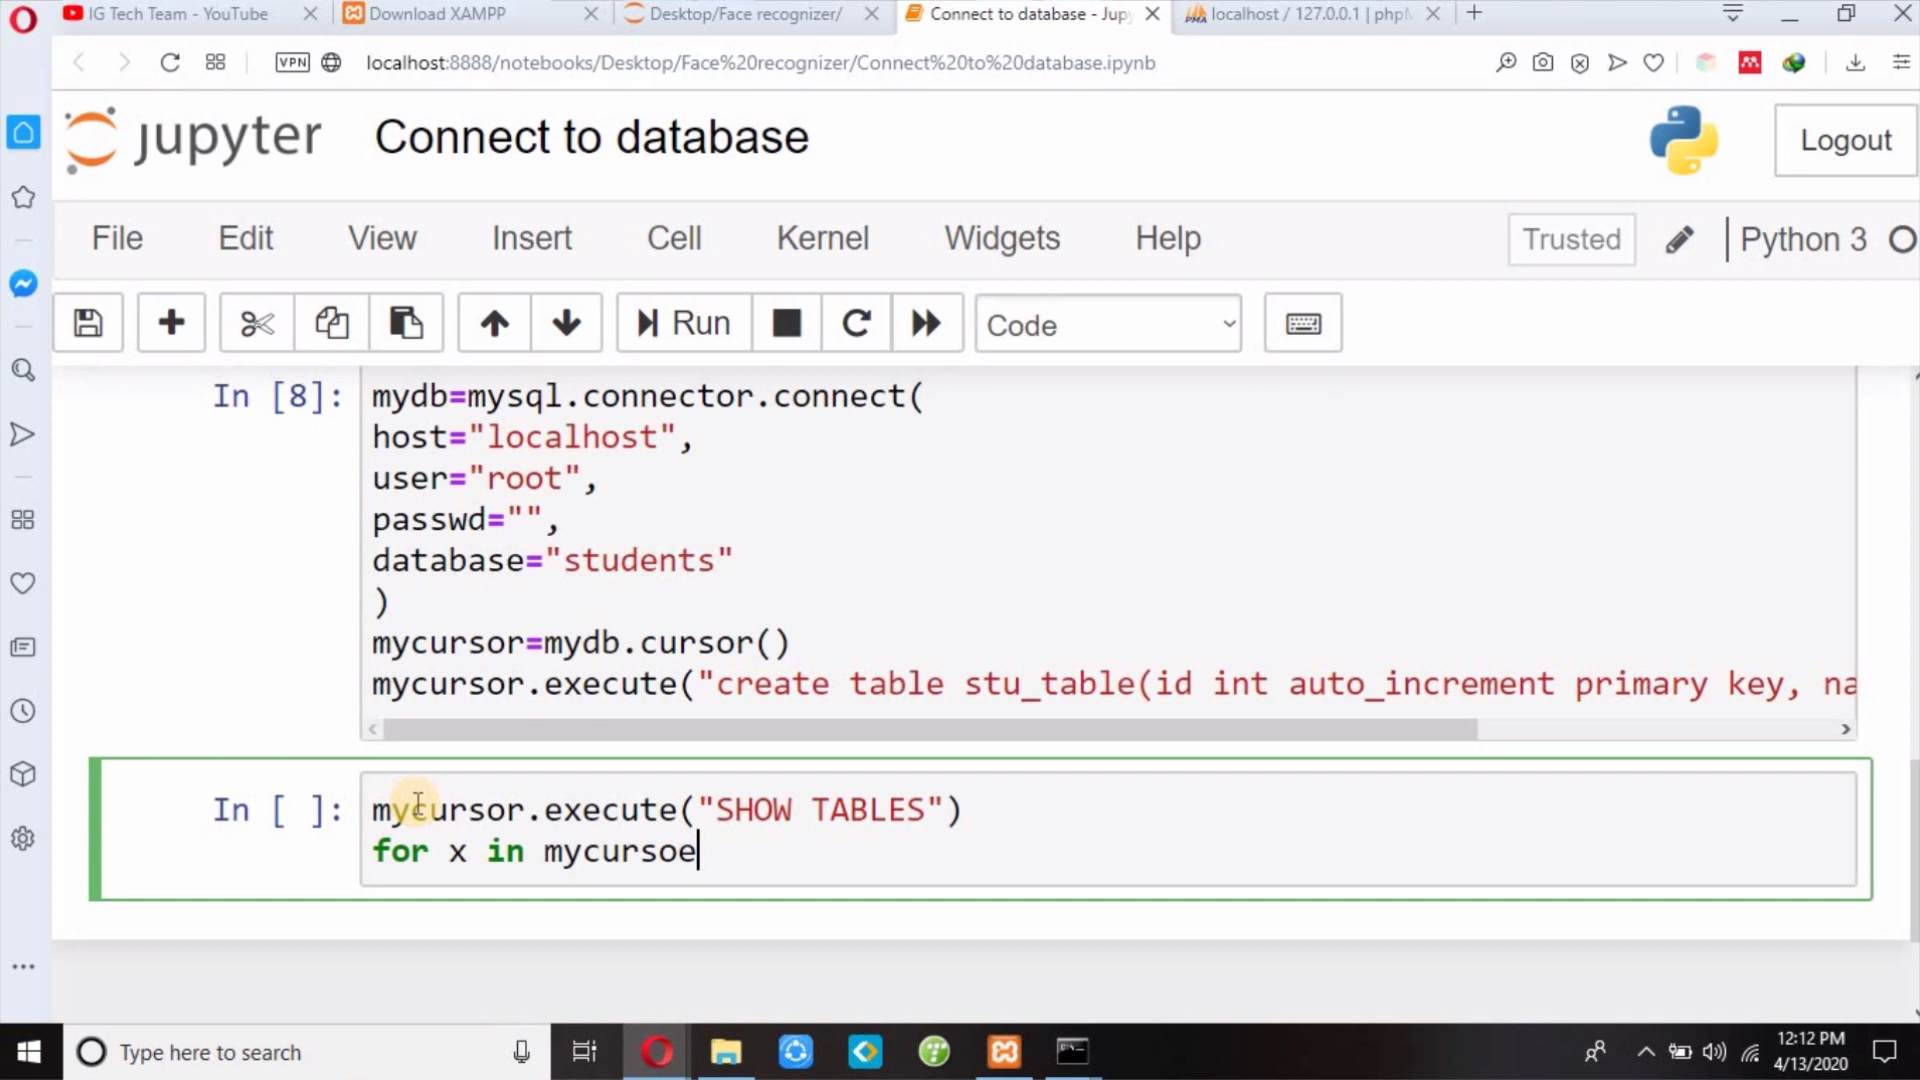 IG Tech Team - YouTube
Download XAMPP
Desktop/Face recognizer/
Connect to database - Jupy
localhost / 127.0.0.1 | phpM
VPN
localhost:8888/notebooks/Desktop/Face%20recognizer/Connect%20to%20database.ipynb
jupyter Connect to database
Logout
File Edit View Insert Cell Kernel Widgets Help
Trusted
Python 3
Run
Code
In [8]: mydb=mysql.connector.connect(
host="localhost",
user="root",
passwd="",
database="students"
)
mycursor=mydb.cursor()
mycursor.execute("create table stu_table(id int auto_increment primary key, na
In [ ]: mycursor.execute("SHOW TABLES")
for x in mycursoe
Type here to search
12:12 PM
4/13/2020